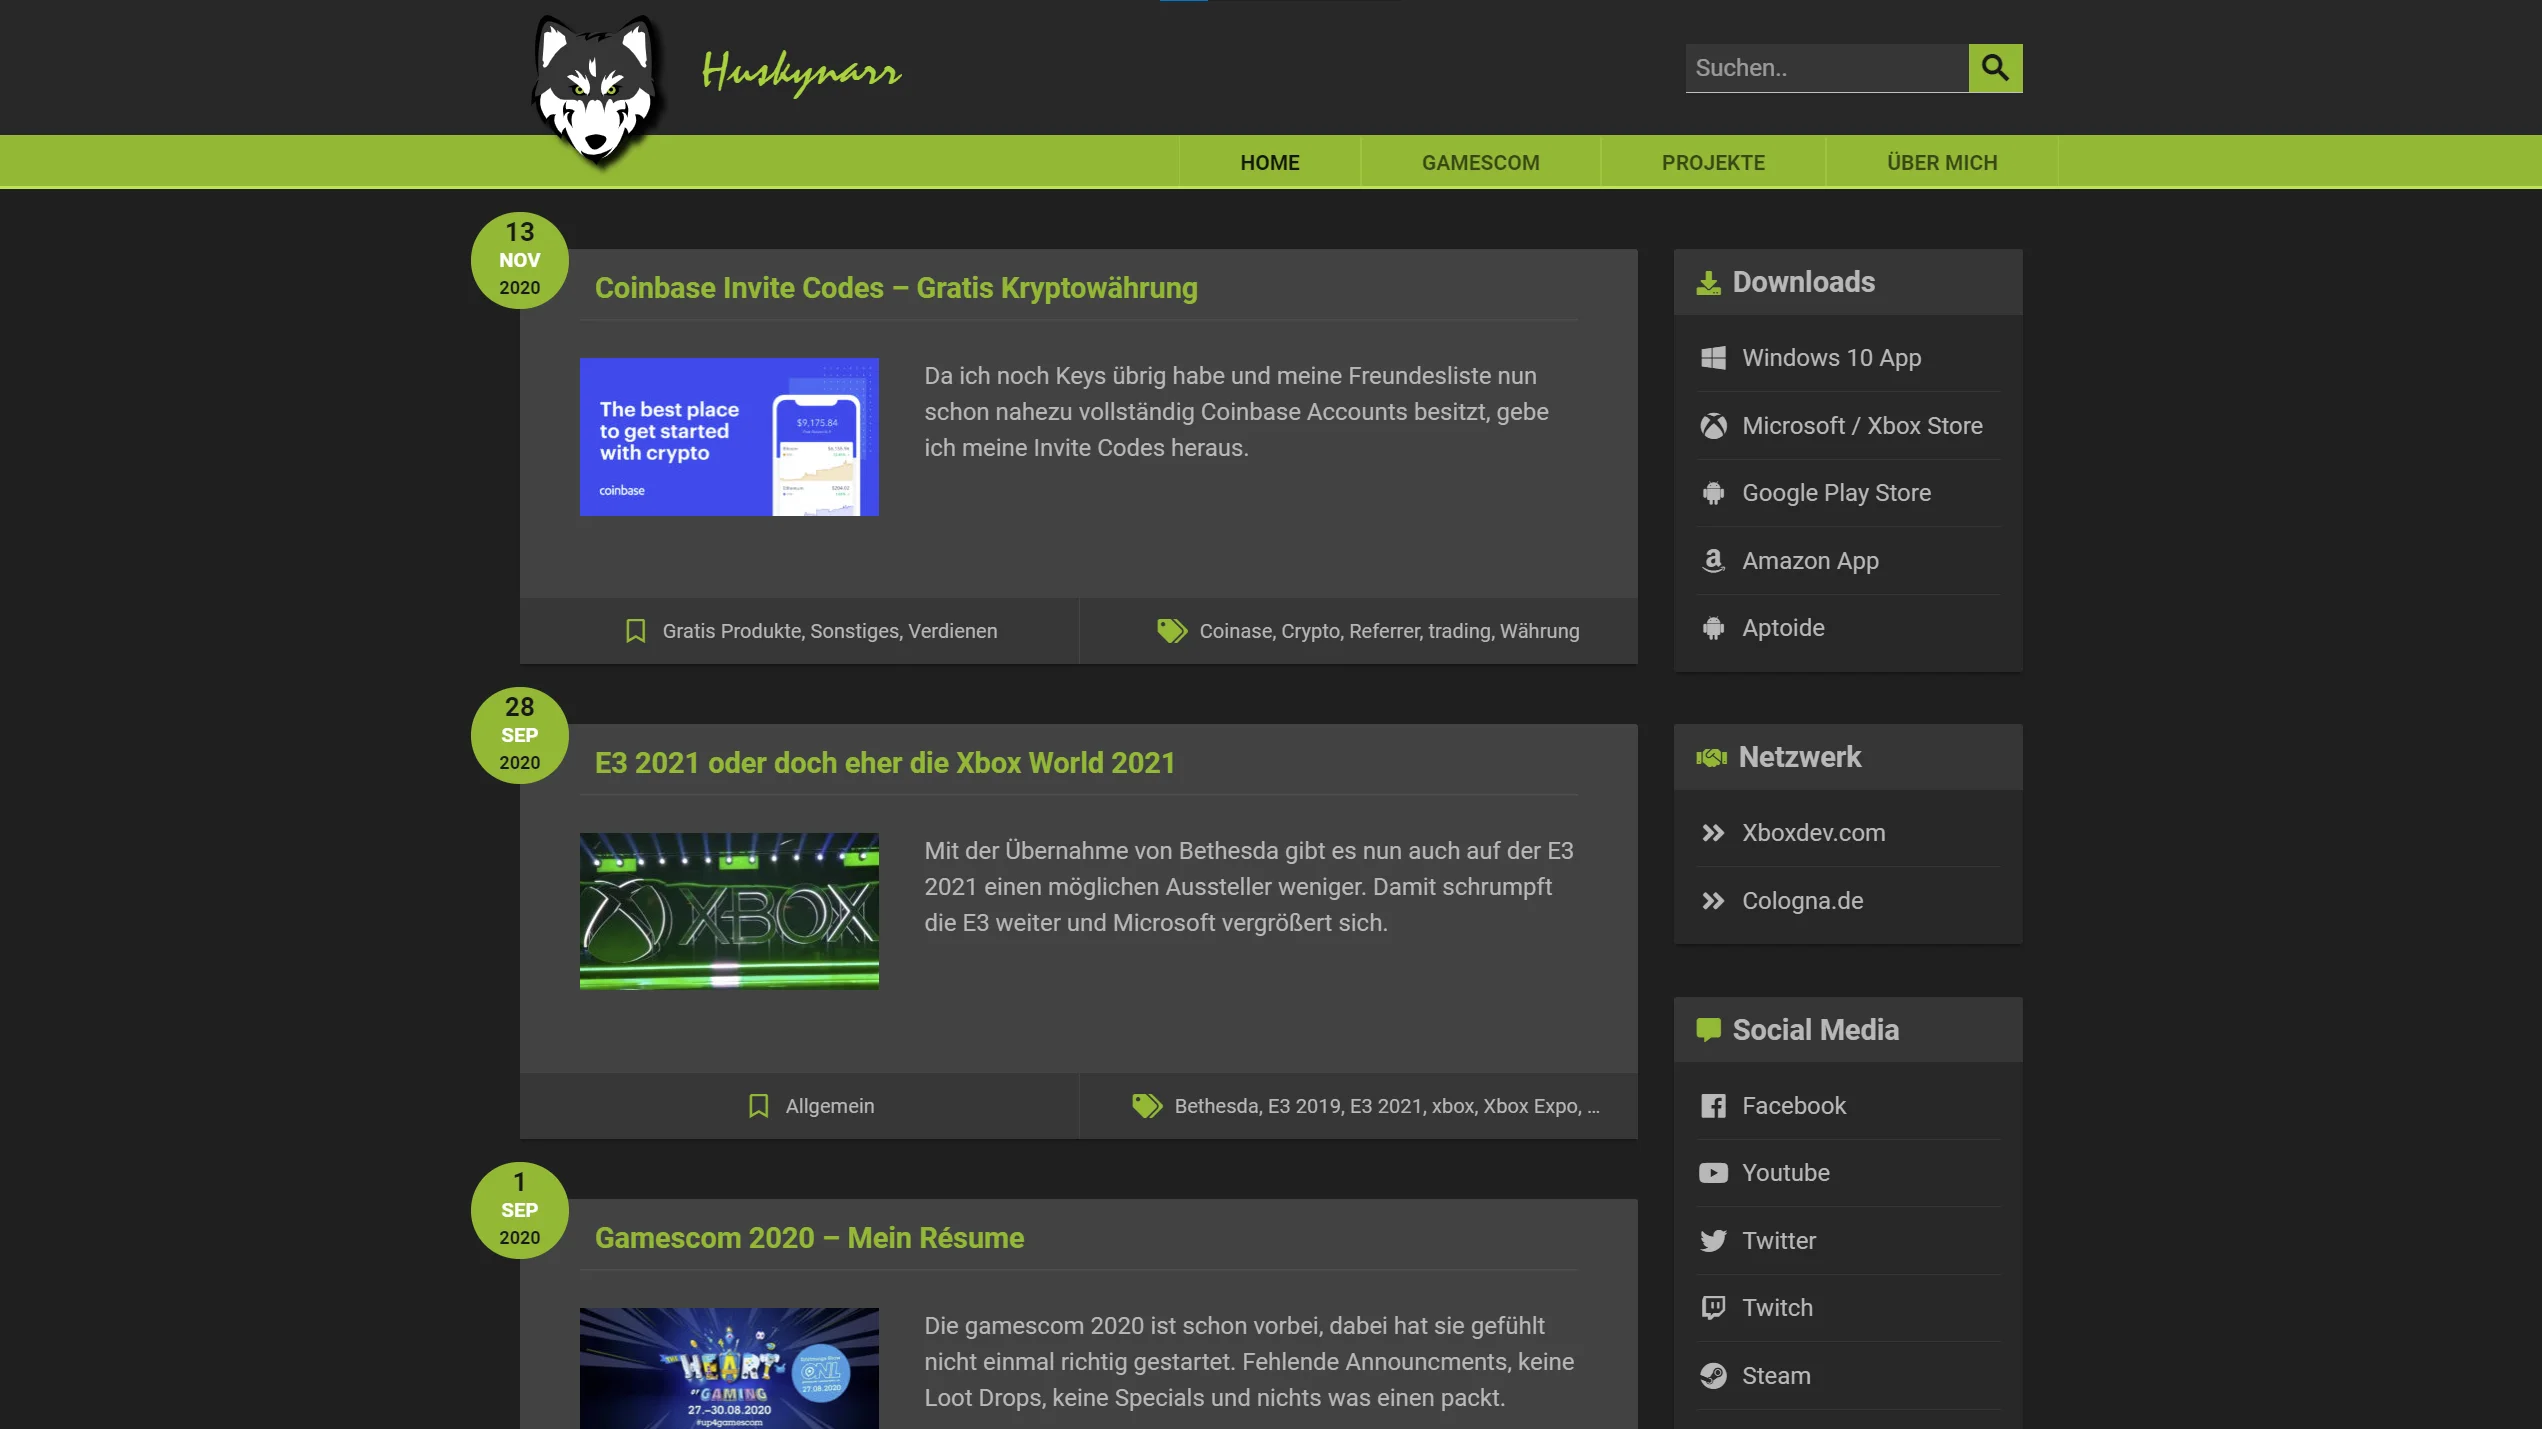 Huskynarr
Suchen..
HOME
GAMESCOM
PROJEKTE
ÜBER MICH
13
NOV
2020
Coinbase Invite Codes – Gratis Kryptowährung
The best place
to get started
with crypto
coinbase
$9,175.84
Da ich noch Keys übrig habe und meine Freundesliste nun
schon nahezu vollständig Coinbase Accounts besitzt, gebe
ich meine Invite Codes heraus.
Gratis Produkte, Sonstiges, Verdienen
Coinase, Crypto, Referrer, trading, Währung
28
SEP
2020
E3 2021 oder doch eher die Xbox World 2021
XBOX
Mit der Übernahme von Bethesda gibt es nun auch auf der E3
2021 einen möglichen Aussteller weniger. Damit schrumpft
die E3 weiter und Microsoft vergrößert sich.
Allgemein
Bethesda, E3 2019, E3 2021, xbox, Xbox Expo, ...
1
SEP
2020
Gamescom 2020 – Mein Résume
THE HEART
OF GAMING
27.–30.08.2020
#up4gamescom
ONL
27.08.2020
Die gamescom 2020 ist schon vorbei, dabei hat sie gefühlt
nicht einmal richtig gestartet. Fehlende Announcments, keine
Loot Drops, keine Specials und nichts was einen packt.
Downloads
Windows 10 App
Microsoft / Xbox Store
Google Play Store
Amazon App
Aptoide
Netzwerk
Xboxdev.com
Cologna.de
Social Media
Facebook
Youtube
Twitter
Twitch
Steam